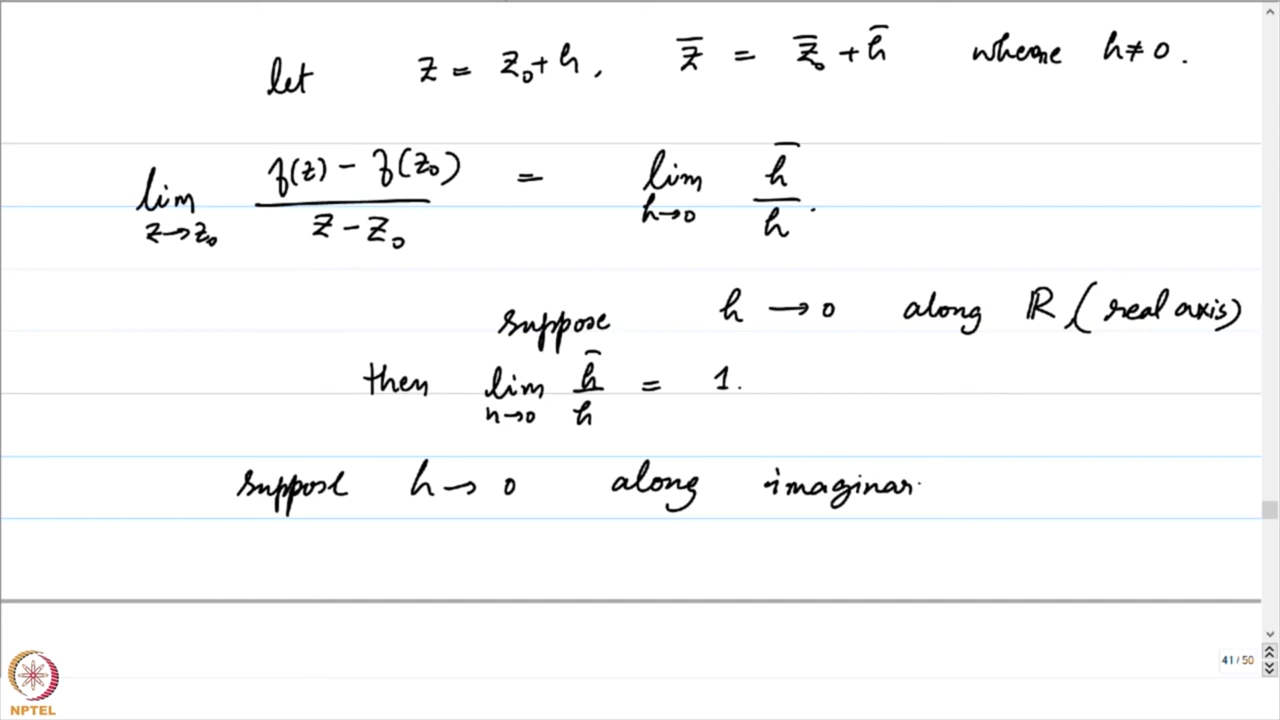 let z = z₀+h, z̅ = z̅₀ + h̅ where h≠0.
lim_{z→z₀} (f(z) - f(z₀))/(z - z₀) = lim_{h→0} h̅/h.
suppose h → 0 along ℝ (real axis)
then lim_{h→0} h̅/h = 1.
suppose h → 0 along imaginar
41 / 50
NPTEL